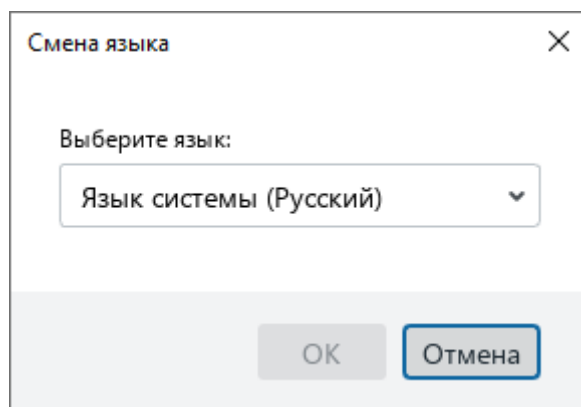 Смена языка
Выберите язык:
Язык системы (Русский)
OK
Отмена